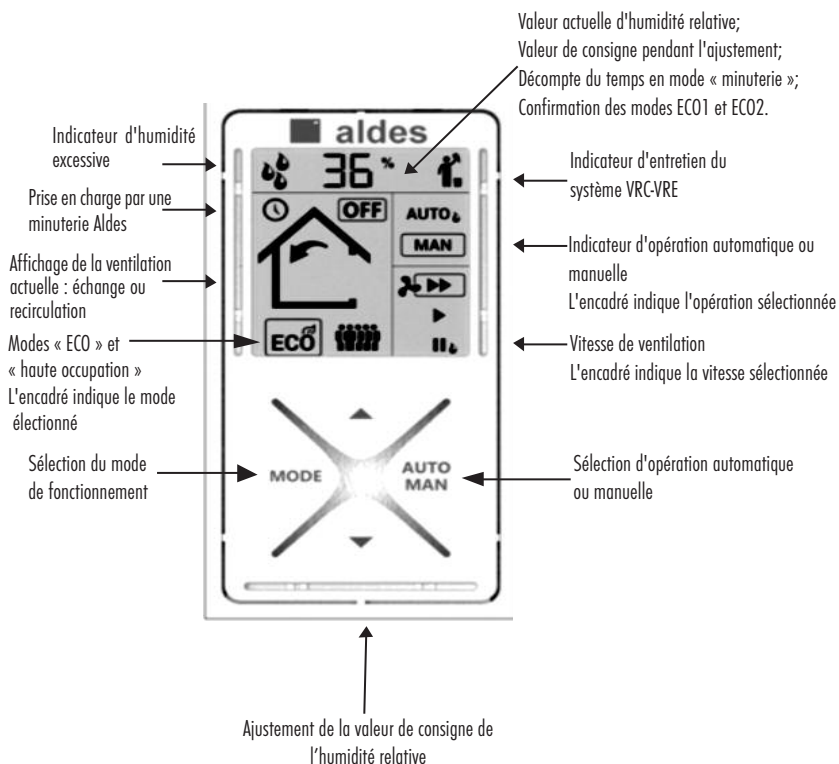 Valeur actuelle d'humidité relative;
Valeur de consigne pendant l'ajustement;
Décompte du temps en mode « minuterie »;
Confirmation des modes ECO1 et ECO2.
Indicateur d'humidité
excessive
Prise en charge par une
minuterie Aldes
Affichage de la ventilation
actuelle : échange ou
recirculation
Modes « ECO » et
« haute occupation »
L'encadré indique le mode
électionné
Sélection du mode
de fonctionnement
aldes
36 %
OFF
AUTO
MAN
ECO
MODE
AUTO
MAN
Indicateur d'entretien du
système VRC-VRE
Indicateur d'opération automatique ou
manuelle
L'encadré indique l'opération sélectionnée
Vitesse de ventilation
L'encadré indique la vitesse sélectionnée
Sélection d'opération automatique
ou manuelle
Ajustement de la valeur de consigne de
l'humidité relative